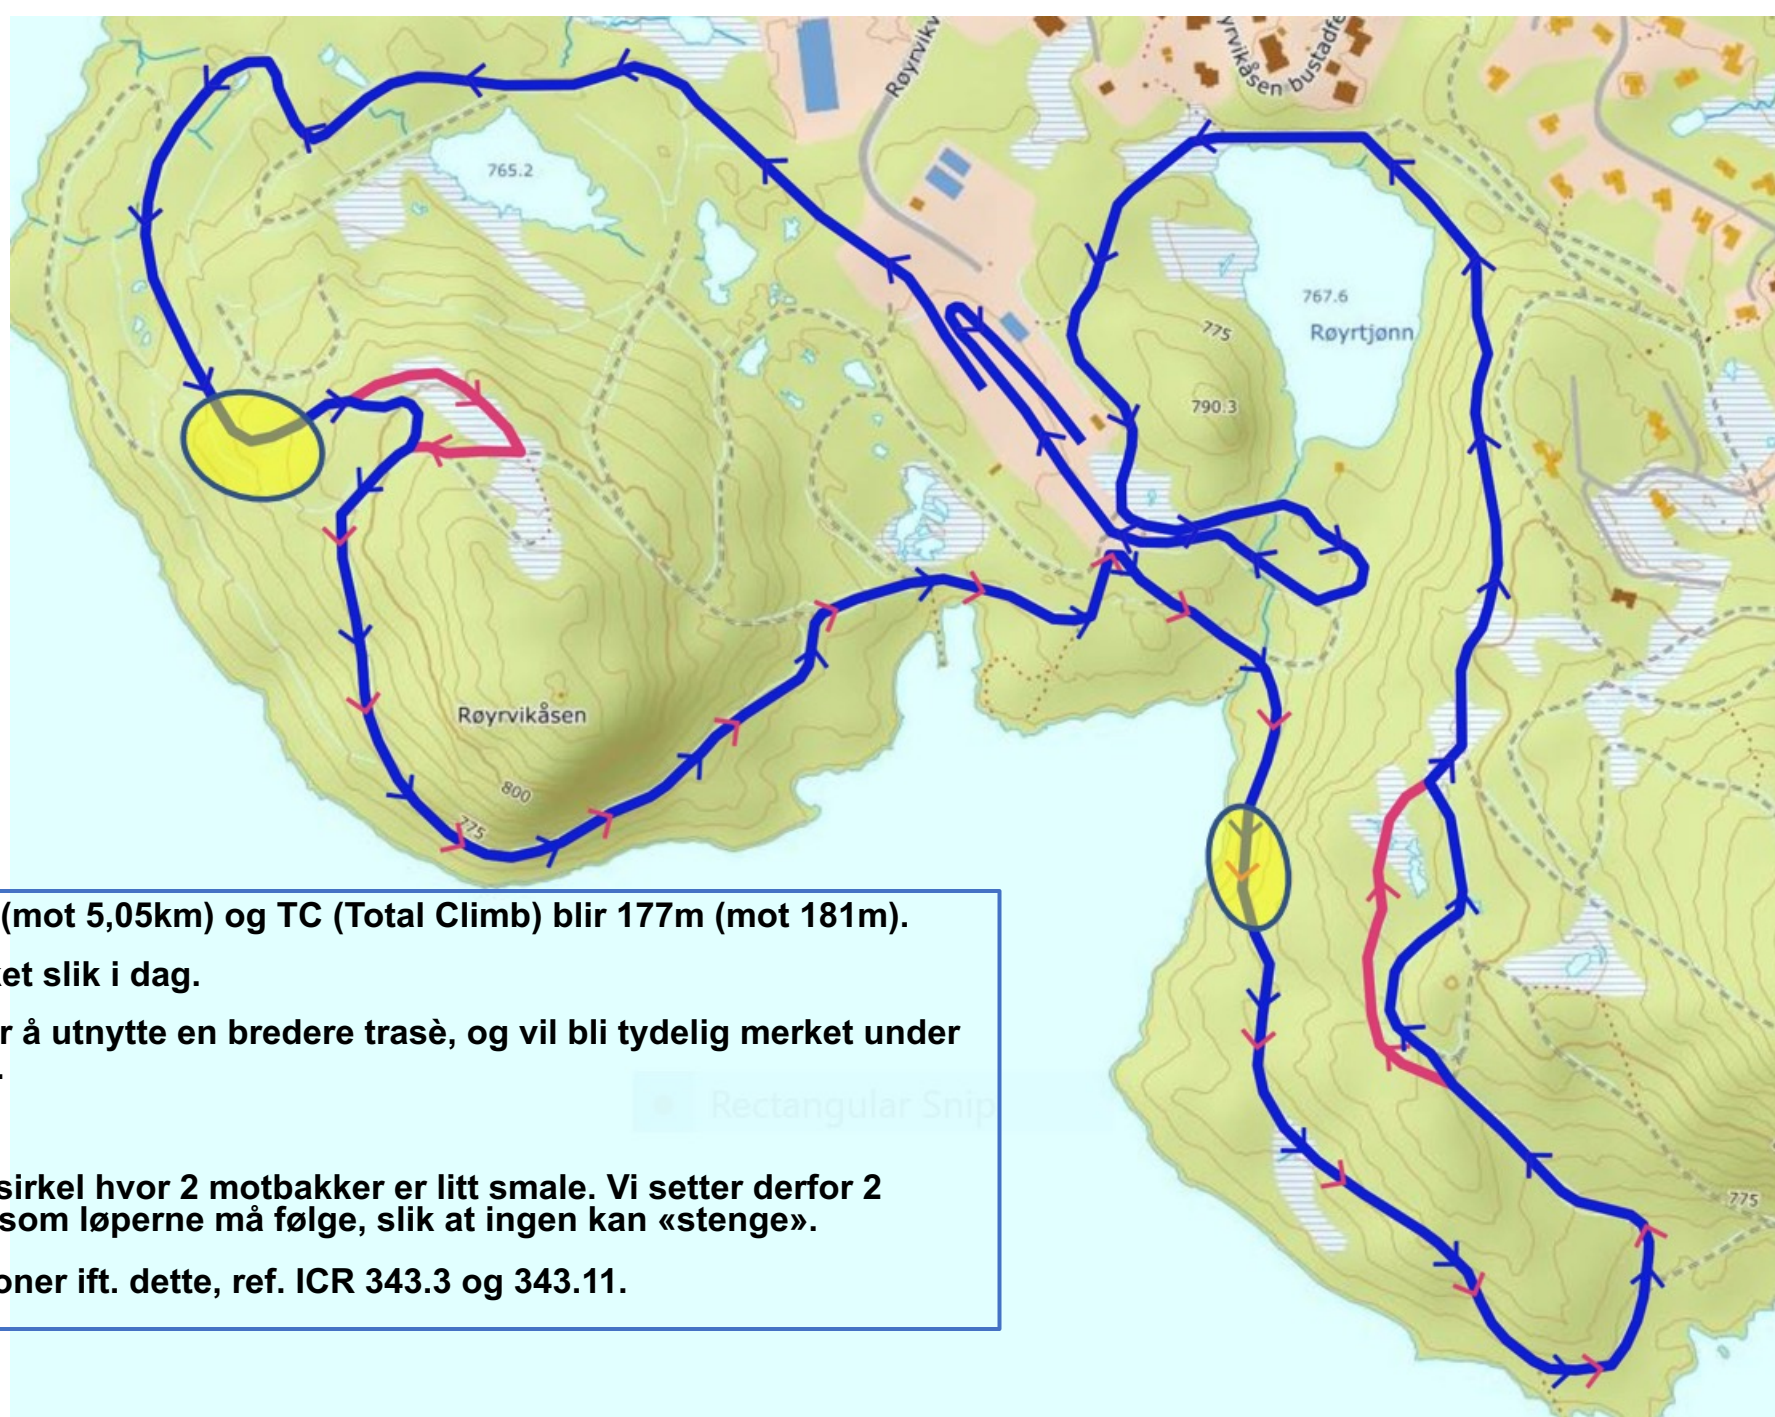 Røyrvikv
yrvikåsen bustadfe
765.2
767.6
Røyrtjønn
775
790.3
Røyrvikåsen
800
775
(mot 5,05km) og TC (Total Climb) blir 177m (mot 181m).
ket slik i dag.
r å utnytte en bredere trasè, og vil bli tydelig merket under
.
Rectangular Snip
sirkel hvor 2 motbakker er litt smale. Vi setter derfor 2
som løperne må følge, slik at ingen kan «stenge».
oner ift. dette, ref. ICR 343.3 og 343.11.
775